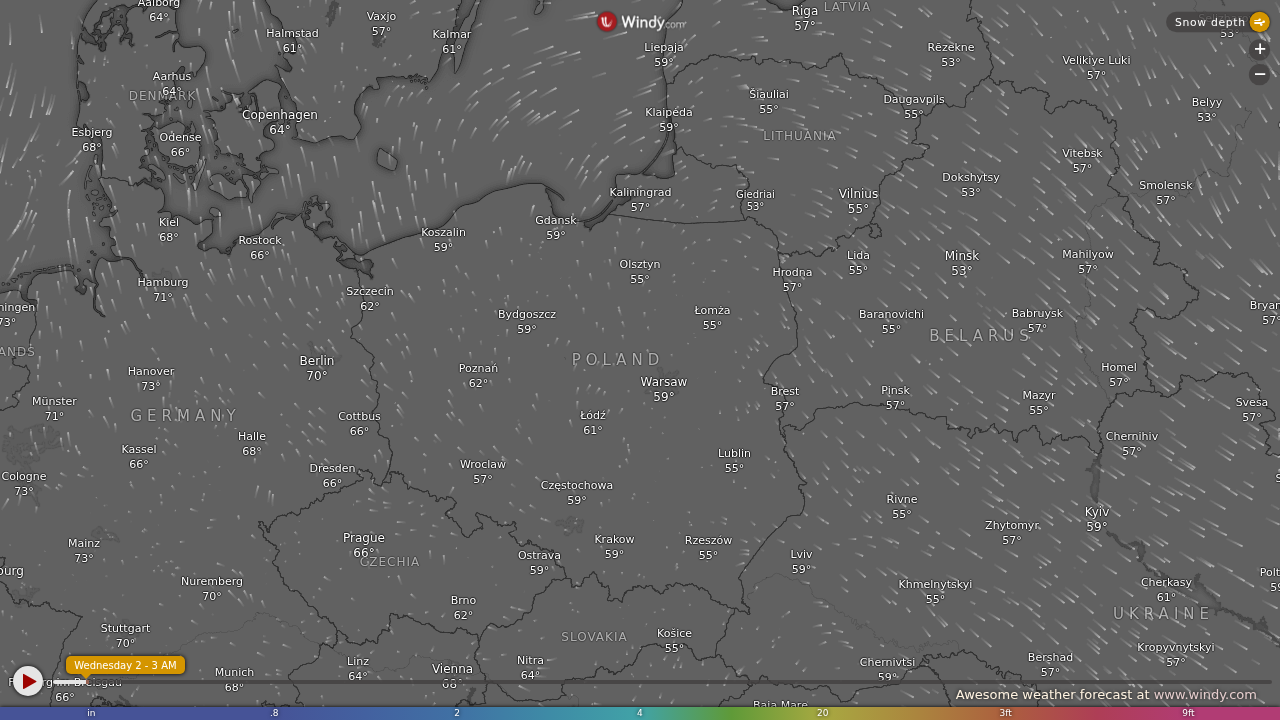 Aalborg
64°
Vaxjo
57°
Riga
57°
LATVIA
Windy.com
Snow depth
53°
Halmstad
61°
Kalmar
61°
Liepaja
59°
Rēzekne
53°
+
Velikiye Luki
57°
−
Aarhus
64°
DENMARK
Copenhagen
64°
Klaipėda
59°
Šiauliai
55°
Daugavpils
55°
Belyy
53°
Esbjerg
68°
Odense
66°
LITHUANIA
Vitebsk
57°
Kaliningrad
57°
Giedriai
53°
Vilnius
55°
Dokshytsy
53°
Smolensk
57°
Kiel
68°
Rostock
66°
Koszalin
59°
Gdansk
59°
Olsztyn
55°
Hrodna
57°
Lida
55°
Minsk
53°
Mahilyow
57°
Hamburg
71°
Szczecin
62°
Bydgoszcz
59°
Łomża
55°
Baranovichi
55°
Babruysk
57°
BELARUS
73°
57°
Hanover
73°
Berlin
70°
Poznań
62°
POLAND
Warsaw
59°
Brest
57°
Pinsk
57°
Mazyr
55°
Homel
57°
Münster
71°
GERMANY
Cottbus
66°
Łódź
61°
Svesa
57°
Kassel
66°
Halle
68°
Chernihiv
57°
Cologne
73°
Dresden
66°
Wroclaw
57°
Częstochowa
59°
Lublin
55°
Rivne
55°
Kyiv
59°
Zhytomyr
57°
Mainz
73°
Prague
66°
CZECHIA
Ostrava
59°
Krakow
59°
Rzeszów
55°
Lviv
59°
Nuremberg
70°
Brno
62°
Khmelnytskyi
55°
Cherkasy
61°
UKRAINE
Stuttgart
70°
SLOVAKIA
Košice
55°
Kropyvnytskyi
57°
Wednesday 2 - 3 AM
66°
Munich
68°
Linz
64°
Vienna
68°
Nitra
64°
Chernivtsi
59°
Bershad
57°
Baia Mare
Awesome weather forecast at www.windy.com
in
.8
2
4
20
3ft
9ft